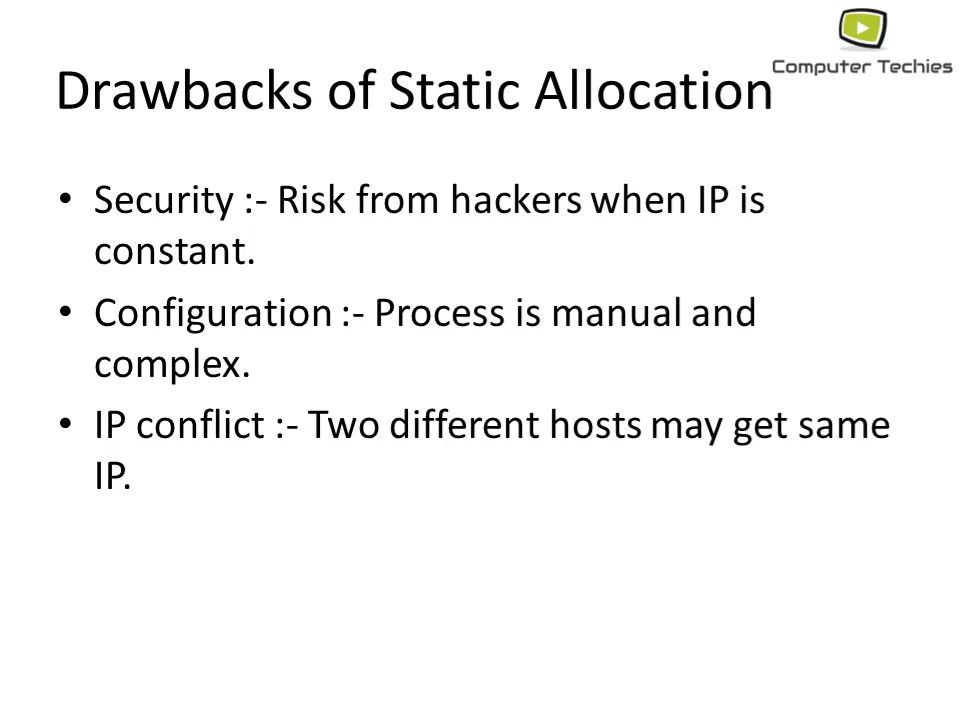 Computer Techies
Drawbacks of Static Allocation
• Security :- Risk from hackers when IP is
constant.
• Configuration :- Process is manual and
complex.
• IP conflict :- Two different hosts may get same
IP.